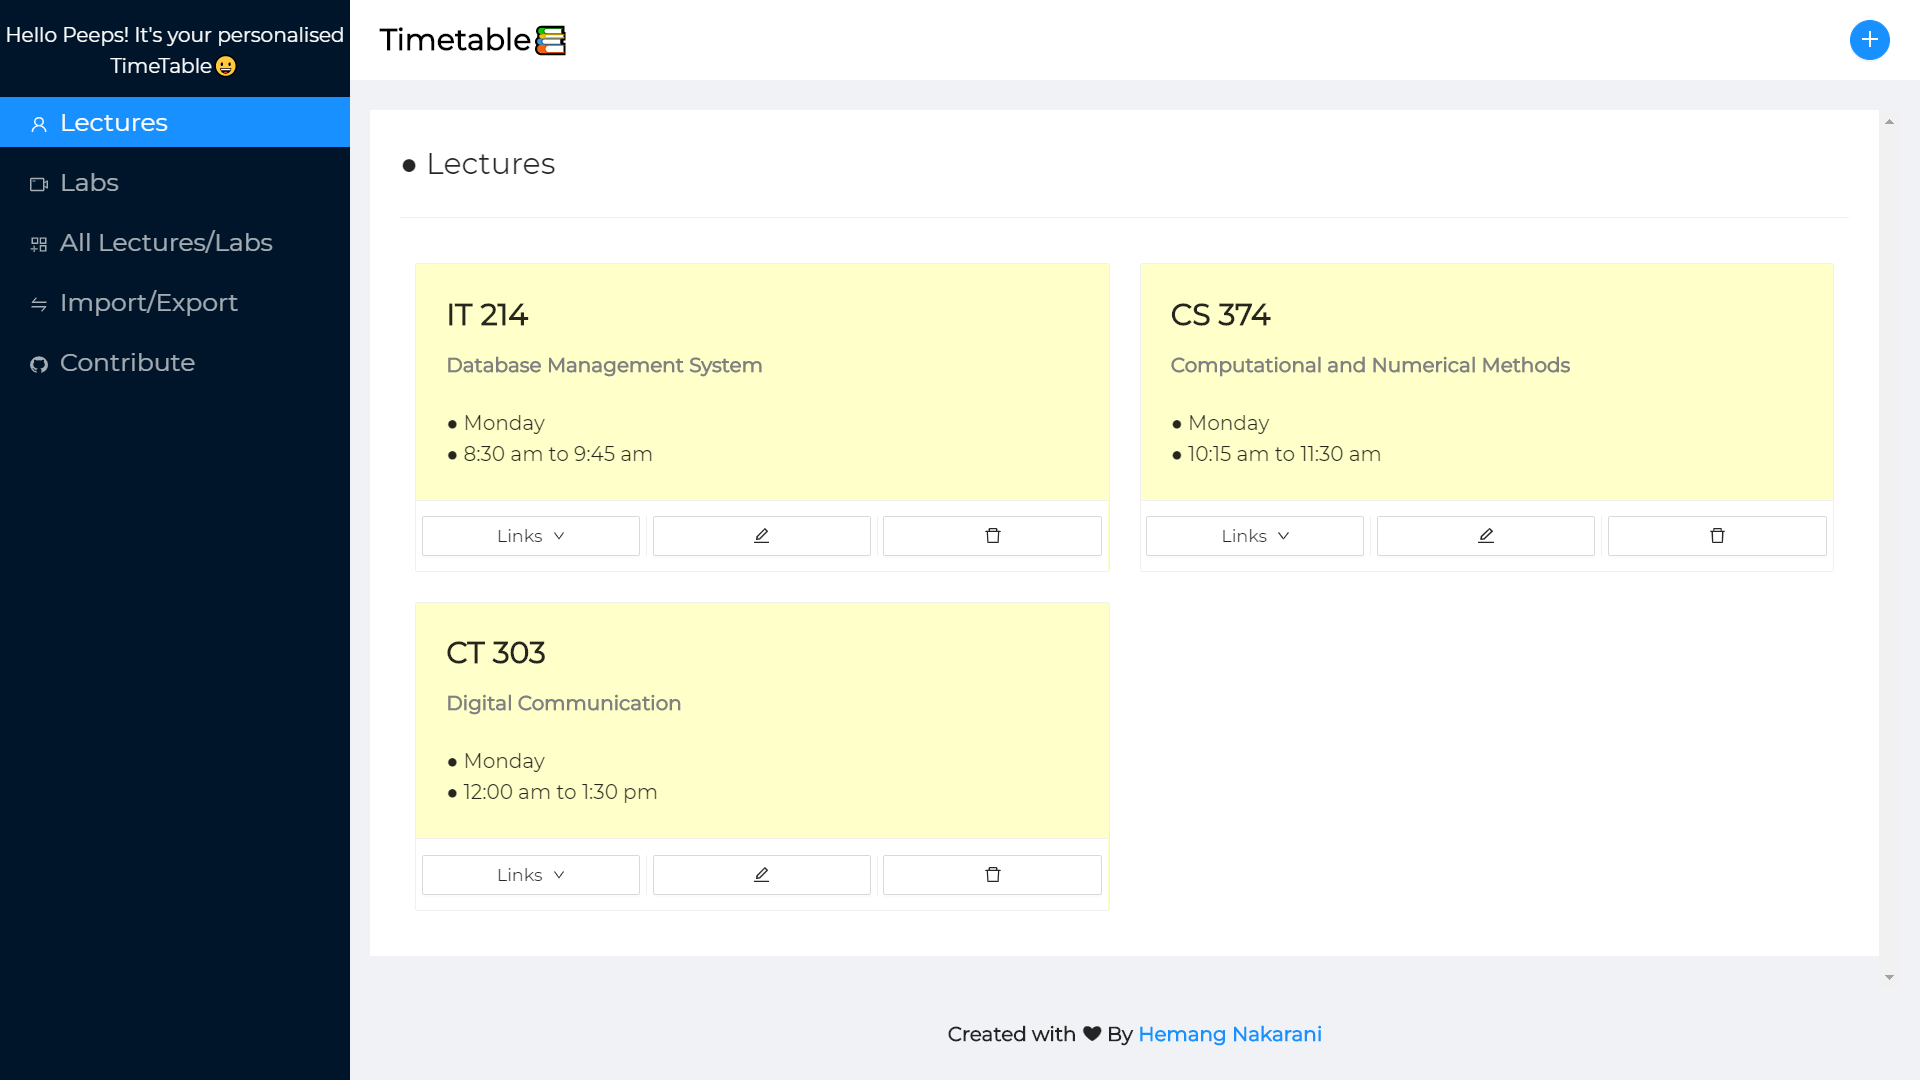 Hello Peeps! It's your personalised
TimeTable😀
Lectures
Labs
All Lectures/Labs
Import/Export
Contribute
Timetable📚
● Lectures
IT 214
Database Management System
● Monday
● 8:30 am to 9:45 am
Links
CS 374
Computational and Numerical Methods
● Monday
● 10:15 am to 11:30 am
Links
CT 303
Digital Communication
● Monday
● 12:00 am to 1:30 pm
Links
Created with ♥ By Hemang Nakarani